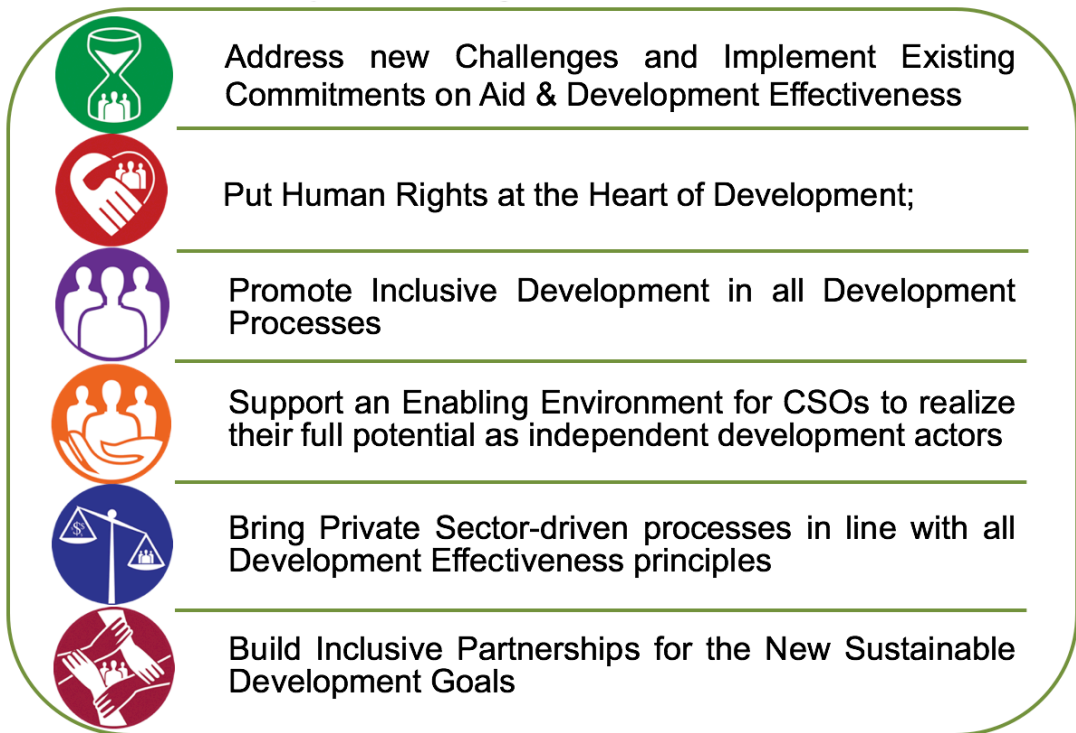 Address new Challenges and Implement Existing
Commitments on Aid & Development Effectiveness
Put Human Rights at the Heart of Development;
Promote Inclusive Development in all Development
Processes
Support an Enabling Environment for CSOs to realize
their full potential as independent development actors
$
Bring Private Sector-driven processes in line with all
Development Effectiveness principles
Build Inclusive Partnerships for the New Sustainable
Development Goals